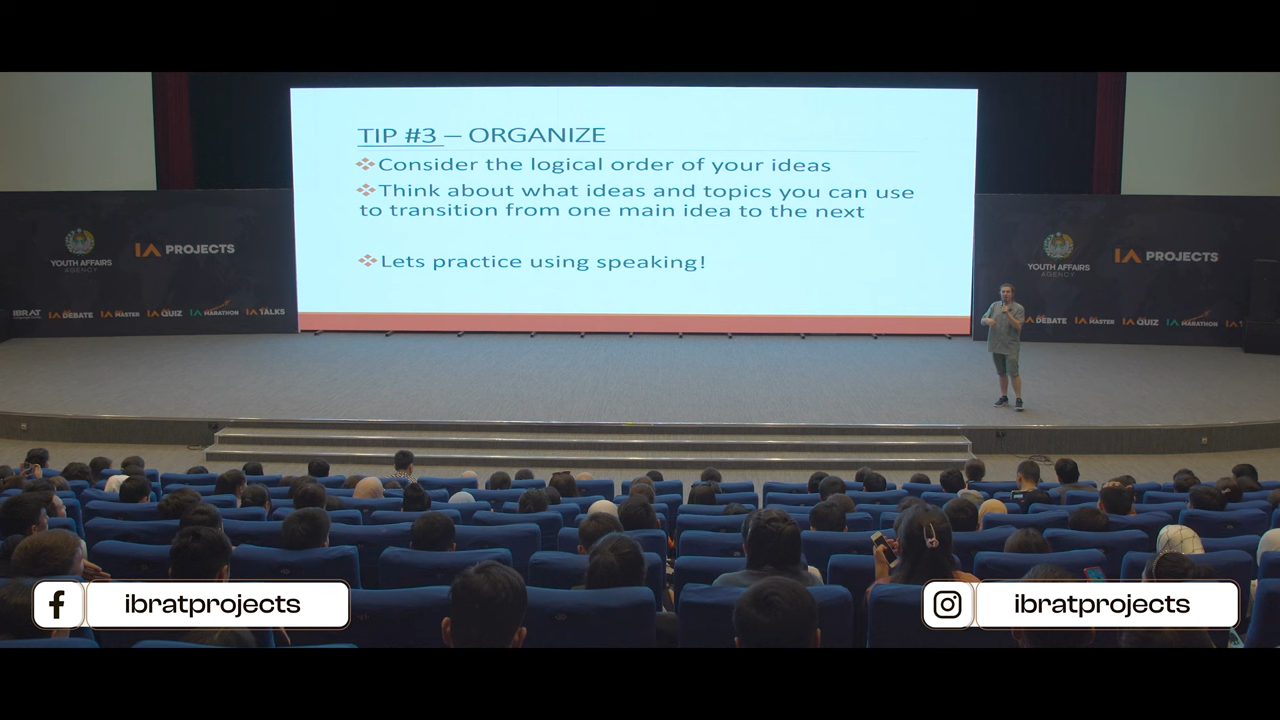 TIP #3 – ORGANIZE
Consider the logical order of your ideas
Think about what ideas and topics you can use
to transition from one main idea to the next
Lets practice using speaking!
YOUTH AFFAIRS
AGENCY
IA PROJECTS
IBRAT
IA DEBATE
IA MASTER
IA QUIZ
IA MARATHON
IA TALKS
YOUTH AFFAIRS
AGENCY
IA PROJECTS
DEBATE
IA MASTER
IA QUIZ
IA MARATHON
ibratprojects
ibratprojects